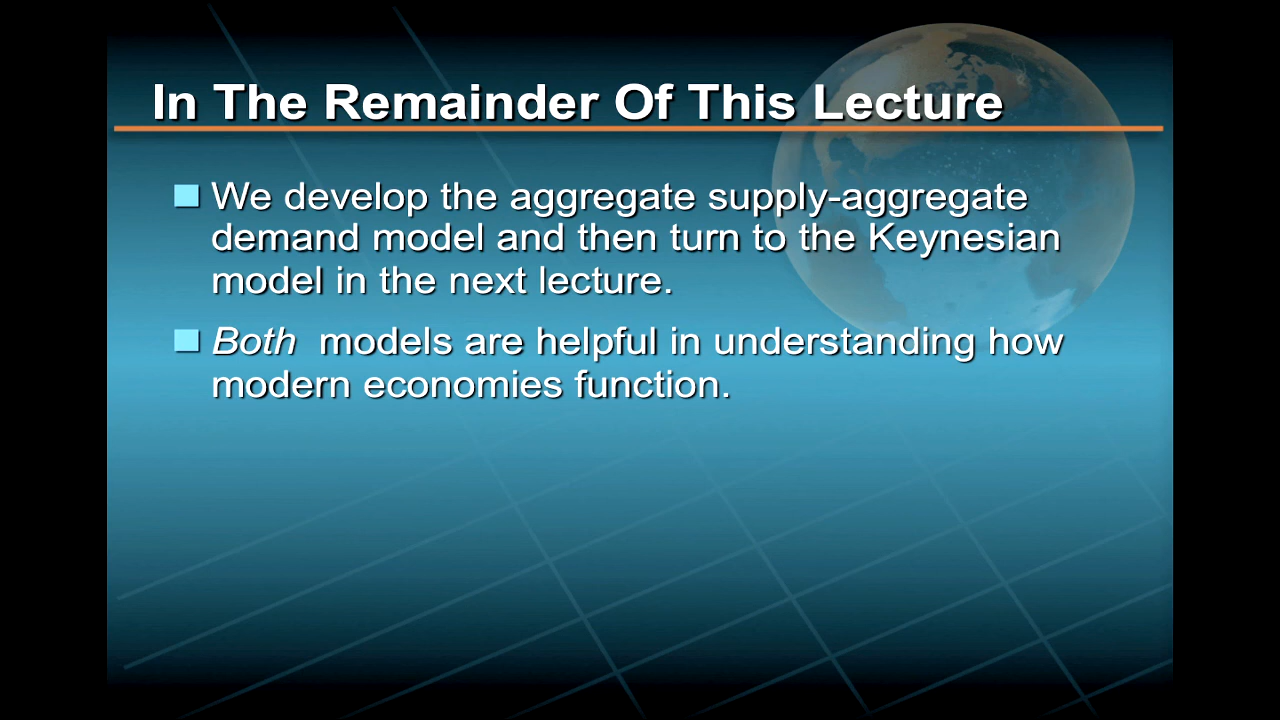 In The Remainder Of This Lecture
We develop the aggregate supply-aggregate
demand model and then turn to the Keynesian
model in the next lecture.
Both models are helpful in understanding how
modern economies function.